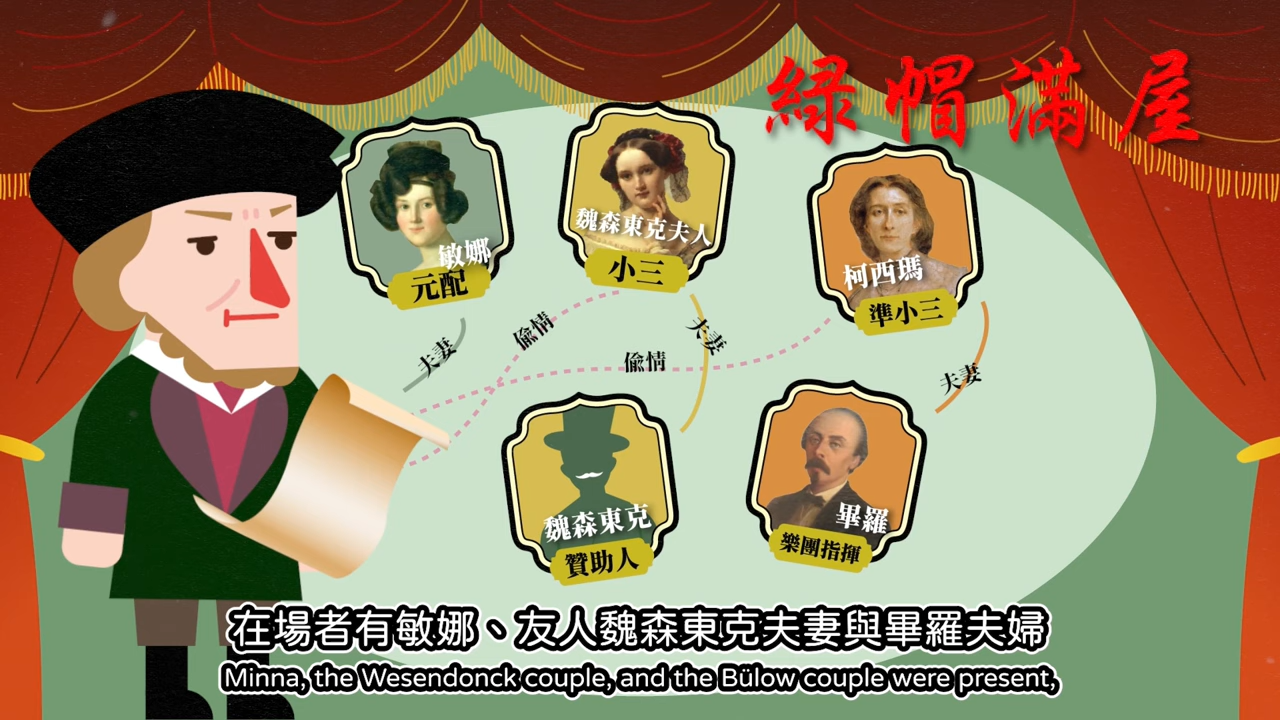 綠帽滿屋
敏娜
元配
魏森東克夫人
小三
柯西瑪
準小三
夫妻
偷情
偷情
夫妻
夫妻
魏森東克
贊助人
畢羅
樂團指揮
在場者有敏娜、友人魏森東克夫妻與畢羅夫婦
Minna, the Wesendonck couple, and the Bülow couple were present,